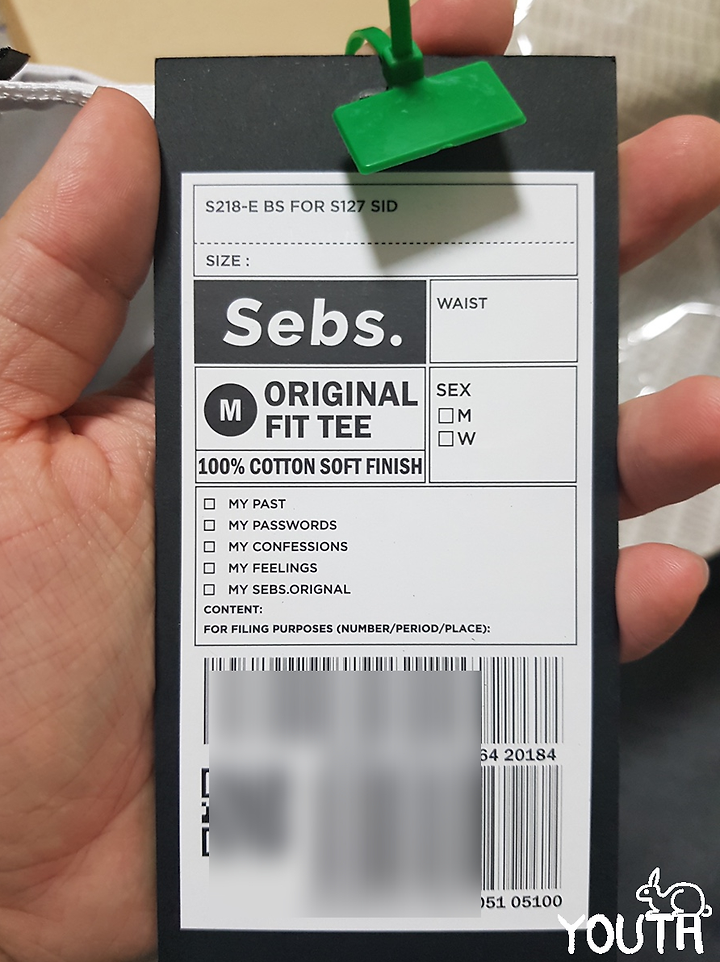 S218-E BS FOR S127 SID
SIZE :
Sebs.
WAIST
M ORIGINAL
FIT TEE
100% COTTON SOFT FINISH
SEX
M
W
MY PAST
MY PASSWORDS
MY CONFESSIONS
MY FEELINGS
MY SEBS.ORIGNAL
CONTENT:
FOR FILING PURPOSES (NUMBER/PERIOD/PLACE):
64 20184
051 05100
YOUTH